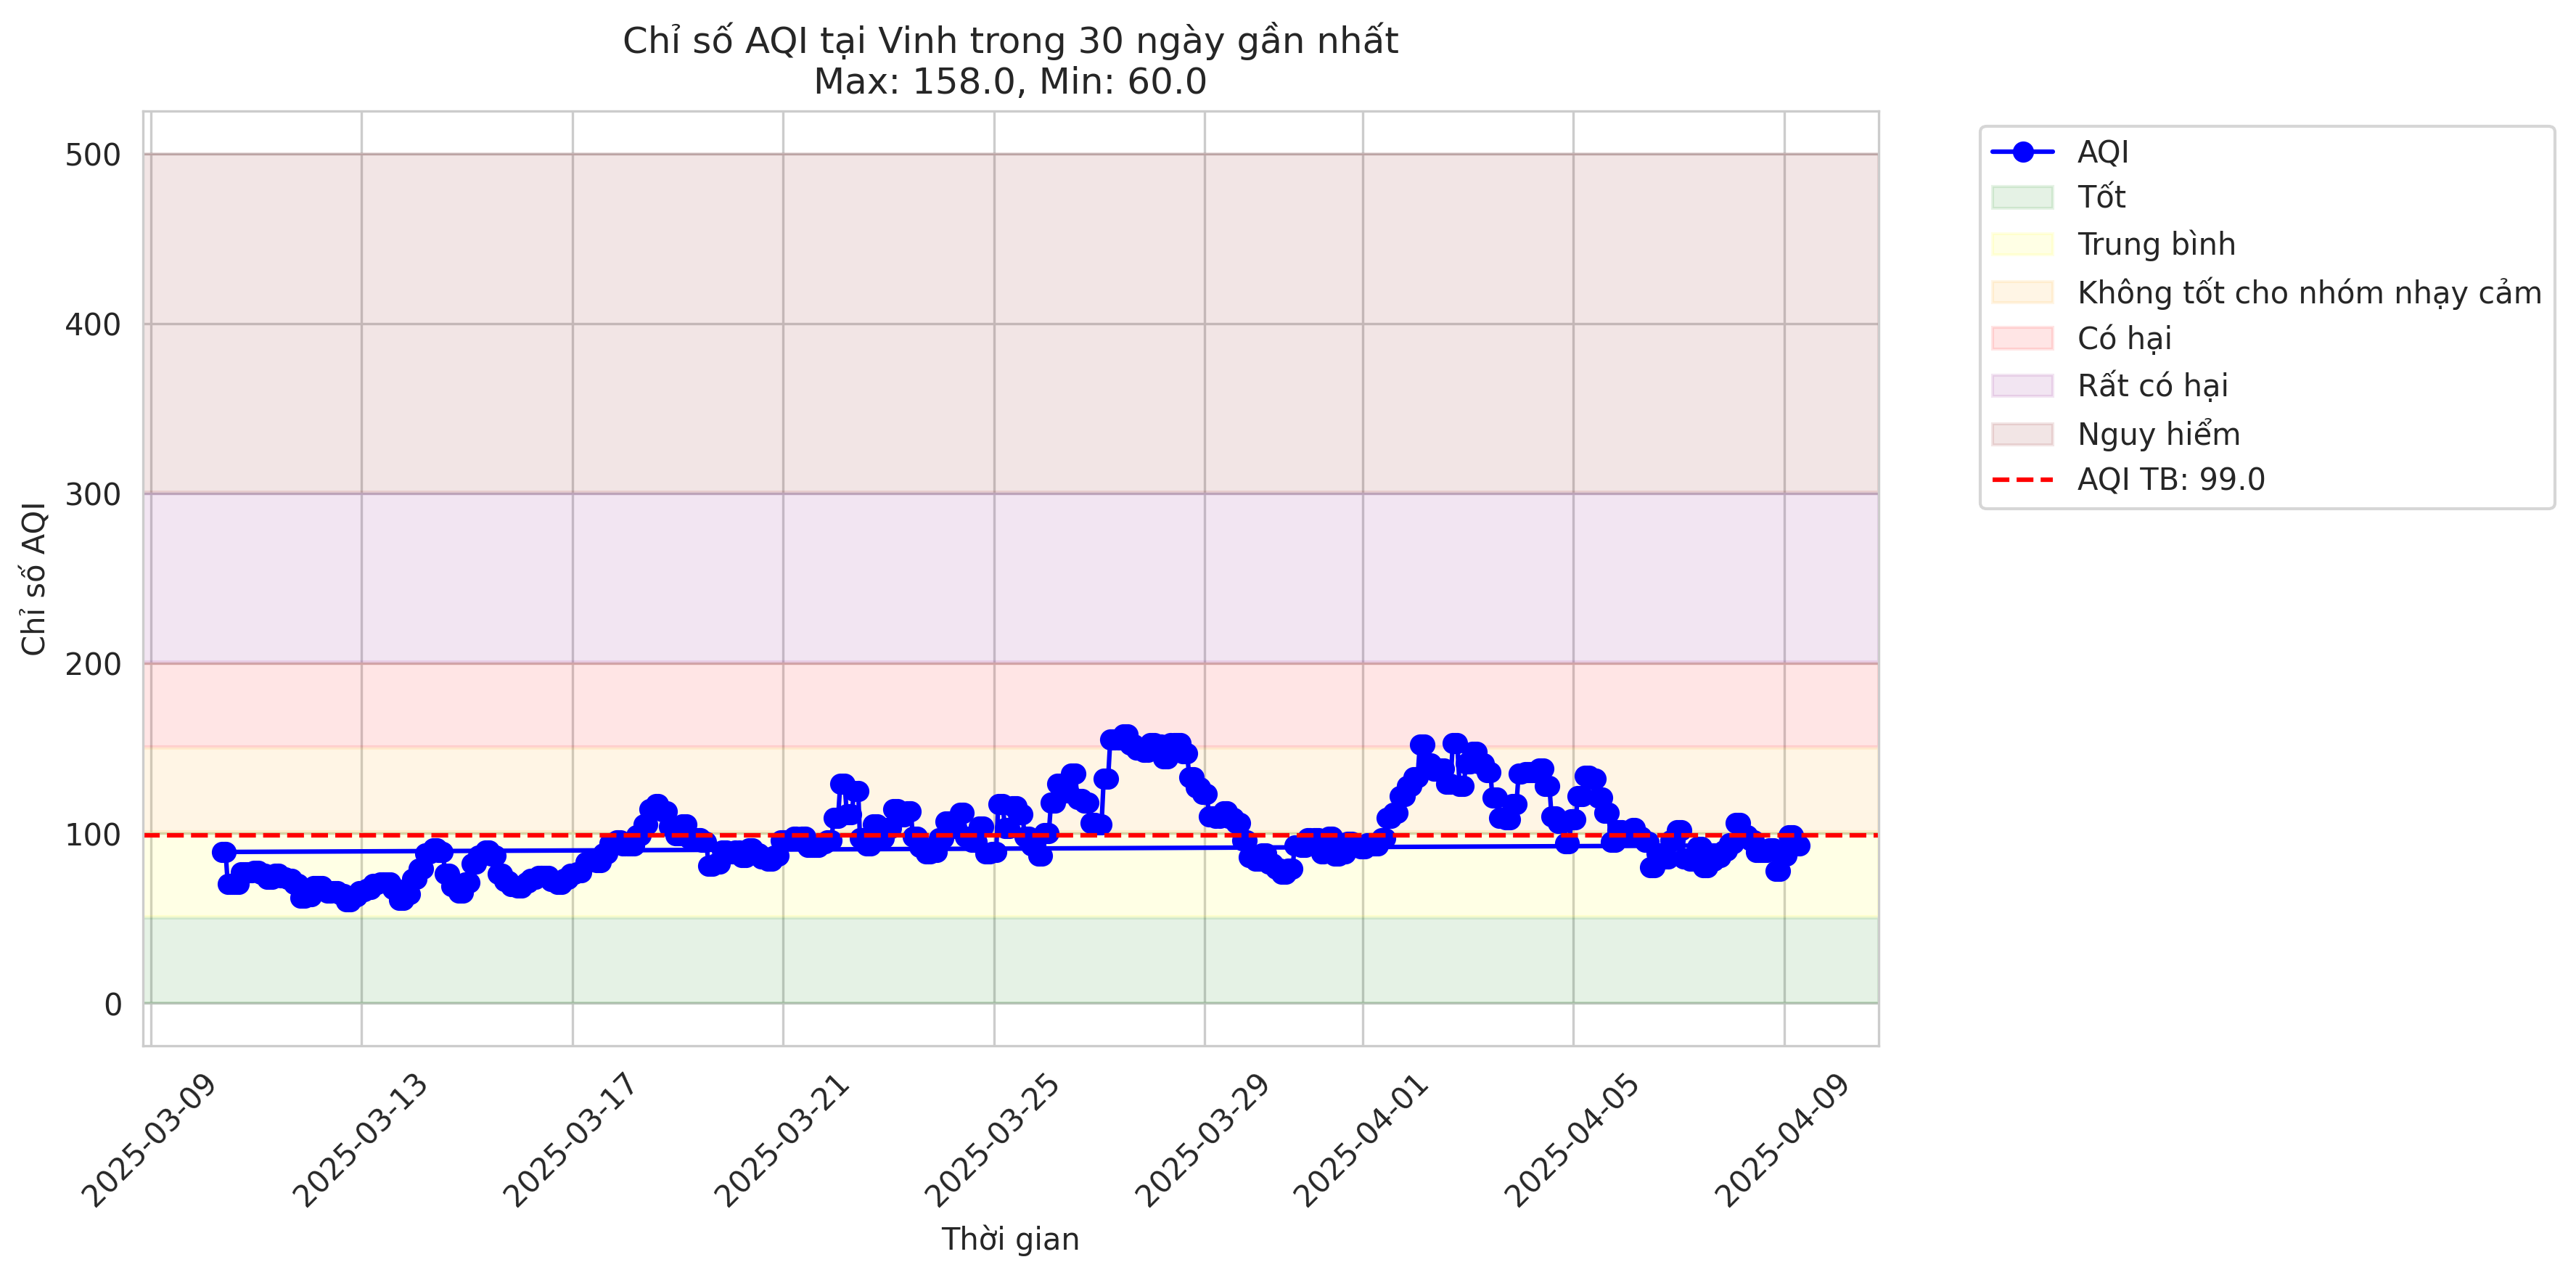 Chỉ số AQI tại Vinh trong 30 ngày gần nhất
Max: 158.0, Min: 60.0
Chỉ số AQI
500
400
300
200
100
0
2025-03-09
2025-03-13
2025-03-17
2025-03-21
2025-03-25
2025-03-29
2025-04-01
2025-04-05
2025-04-09
Thời gian
AQI
Tốt
Trung bình
Không tốt cho nhóm nhạy cảm
Có hại
Rất có hại
Nguy hiểm
AQI TB: 99.0